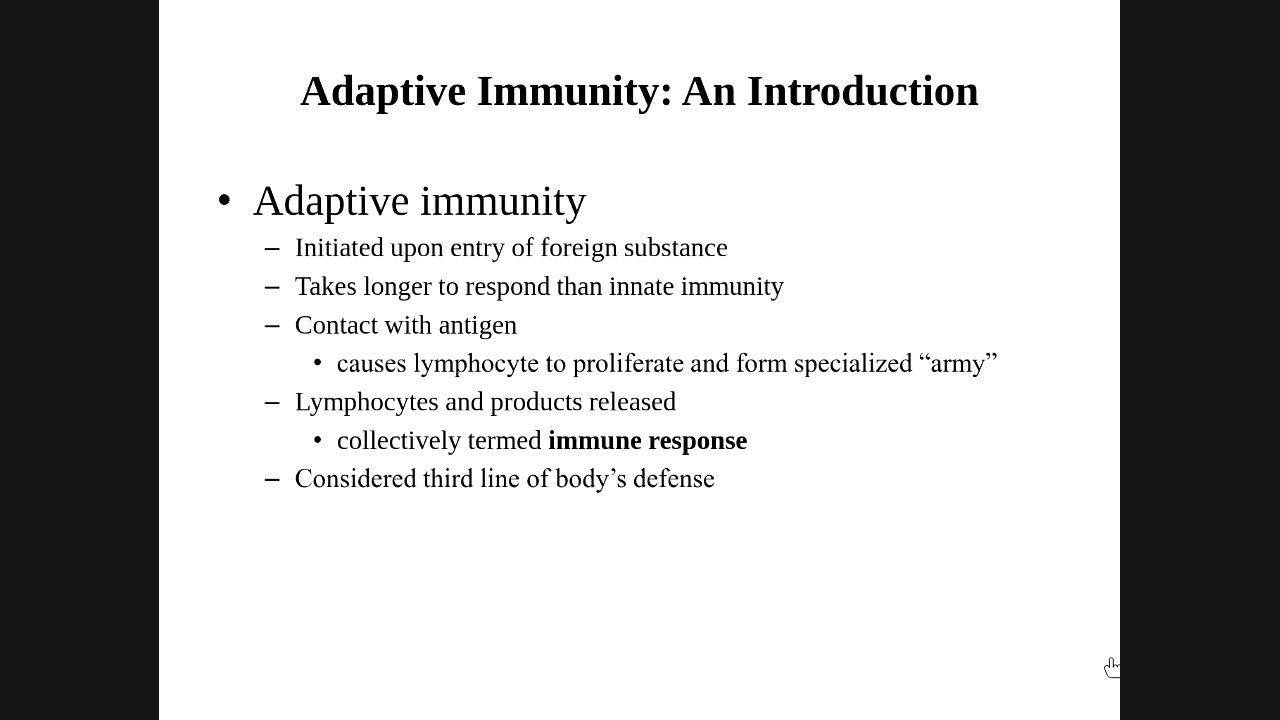 Adaptive Immunity: An Introduction
• Adaptive immunity
– Initiated upon entry of foreign substance
– Takes longer to respond than innate immunity
– Contact with antigen
• causes lymphocyte to proliferate and form specialized “army”
– Lymphocytes and products released
• collectively termed immune response
– Considered third line of body’s defense